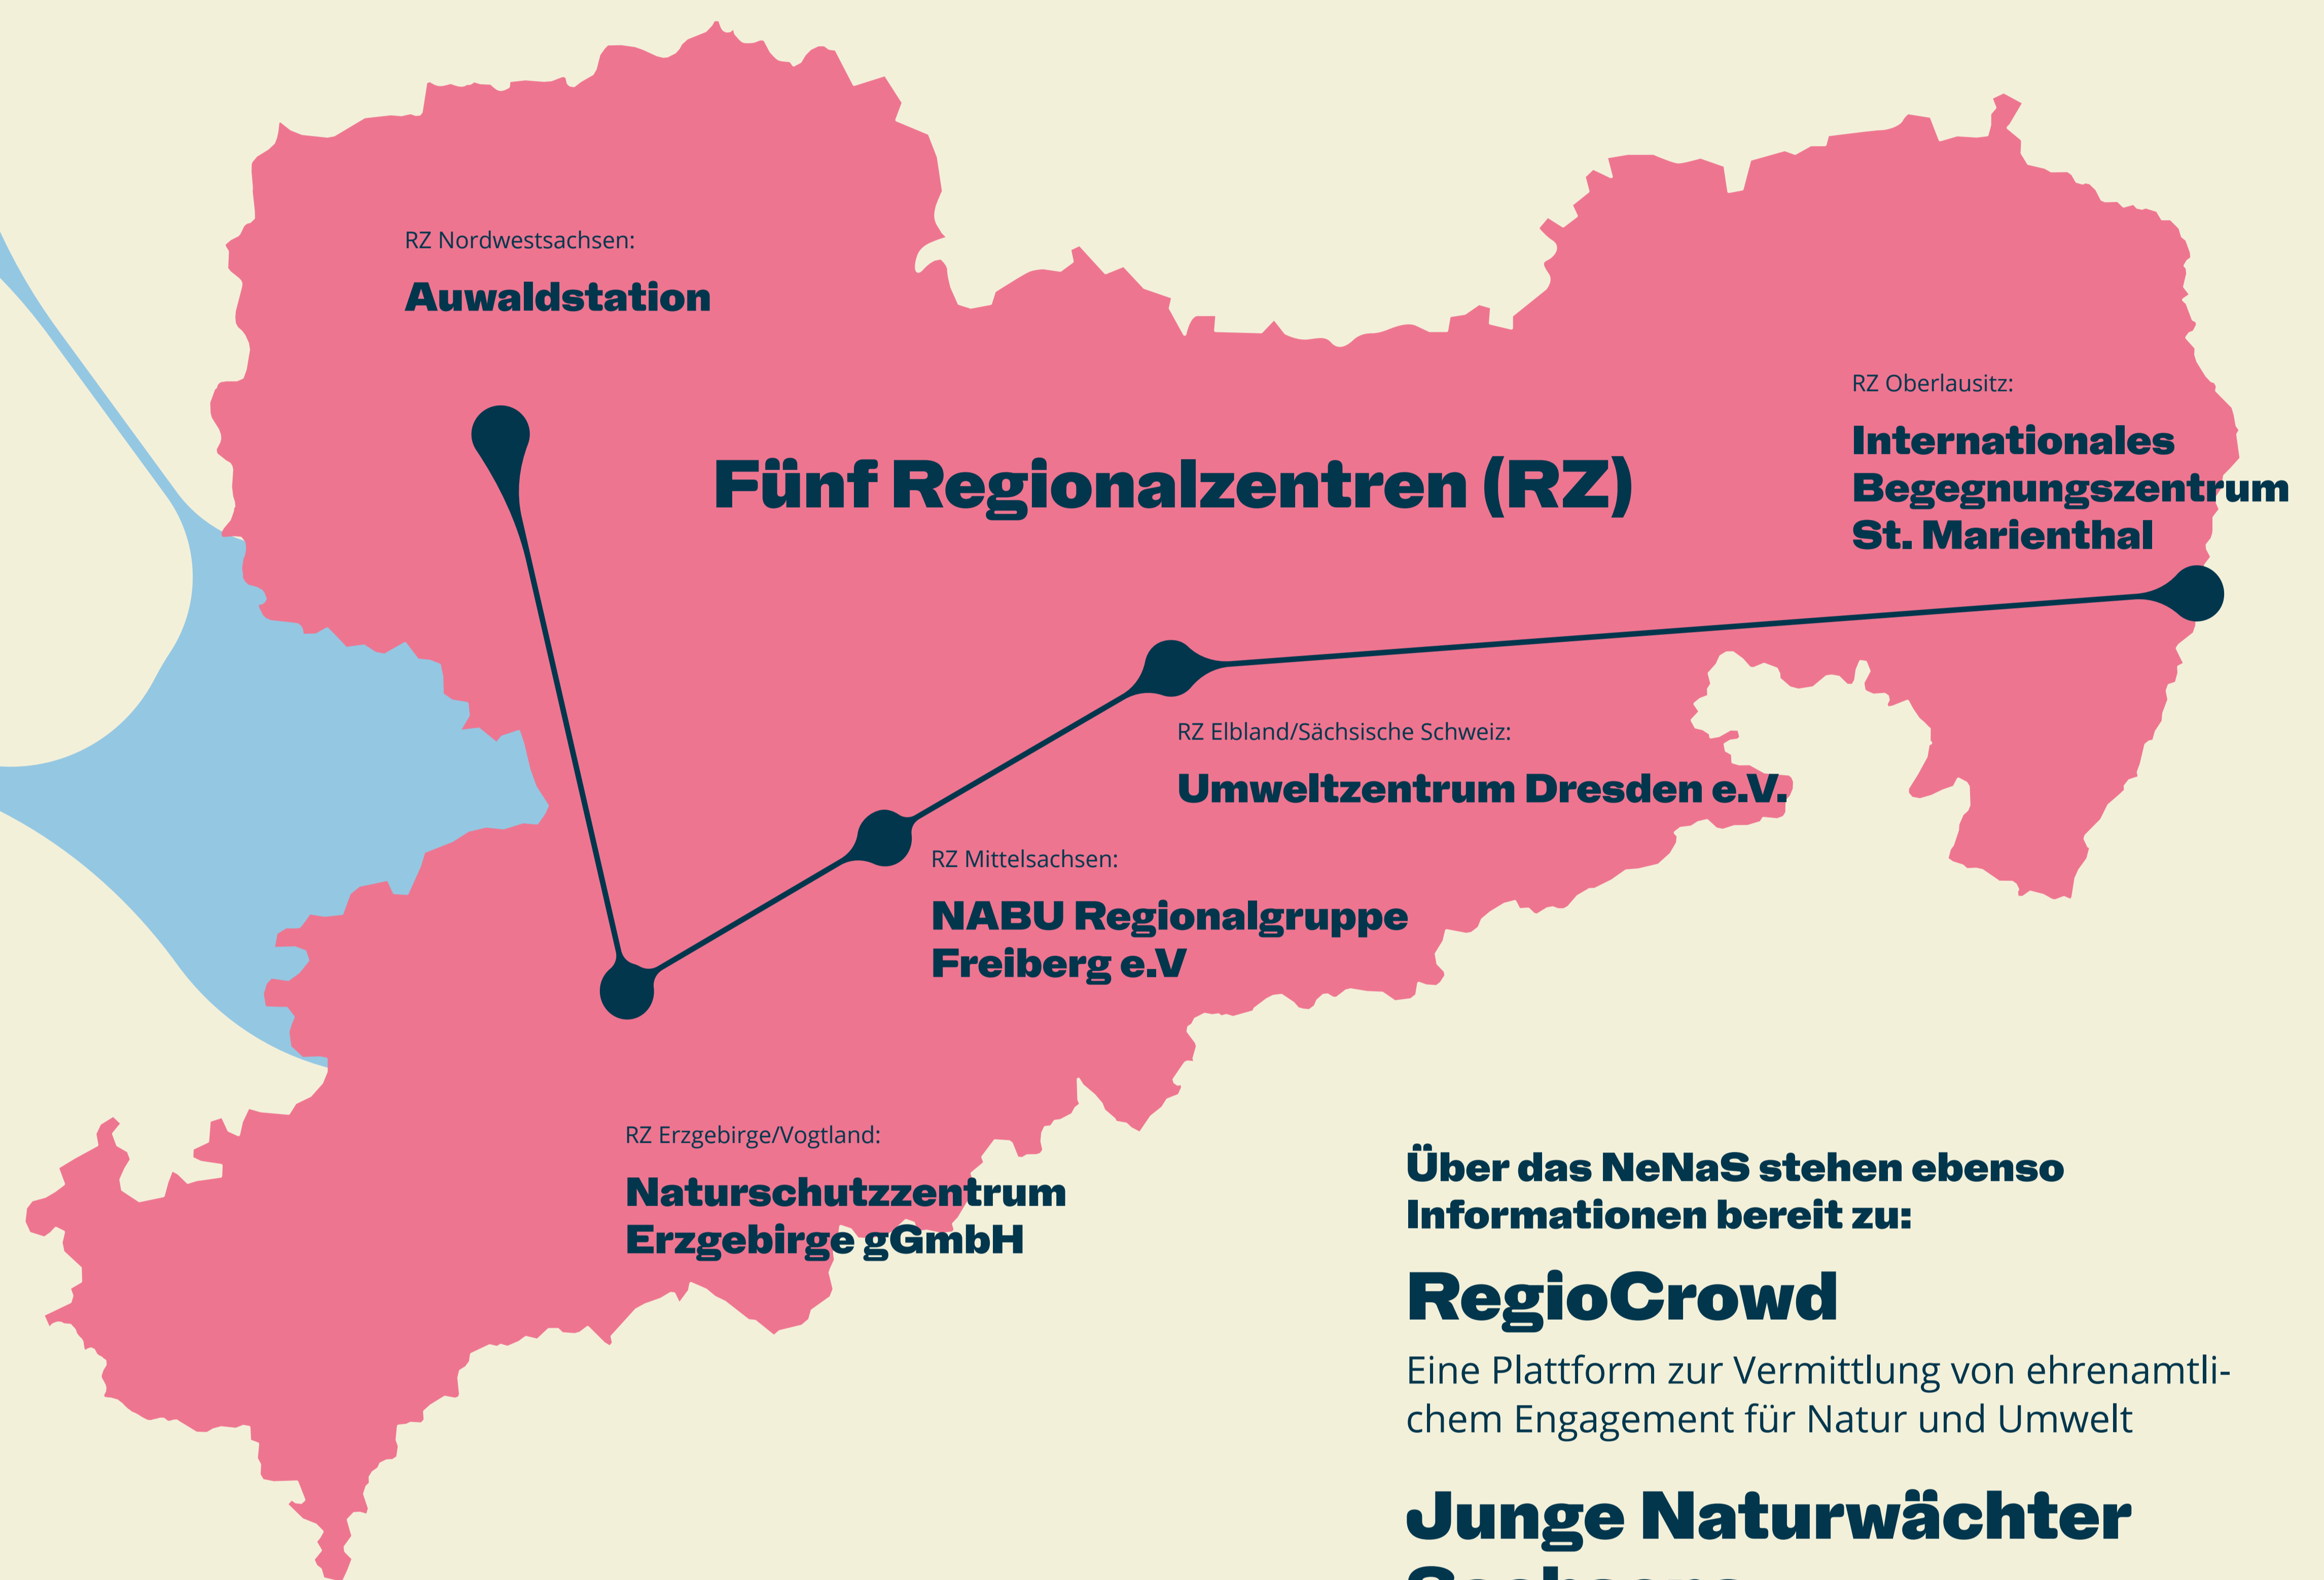 RZ Nordwestsachsen:
Auwaldstation
Fünf Regionalzentren (RZ)
RZ Oberlausitz:
Internationales
Begegnungszentrum
St. Marienthal
RZ Elbland/Sächsische Schweiz:
Umweltzentrum Dresden e.V.
RZ Mittelsachsen:
NABU Regionalgruppe
Freiberg e.V
RZ Erzgebirge/Vogtland:
Naturschutzzentrum
Erzgebirge gGmbH
Über das NeNaS stehen ebenso
Informationen bereit zu:
RegioCrowd
Eine Plattform zur Vermittlung von ehrenamtli-
chem Engagement für Natur und Umwelt
Junge Naturwächter